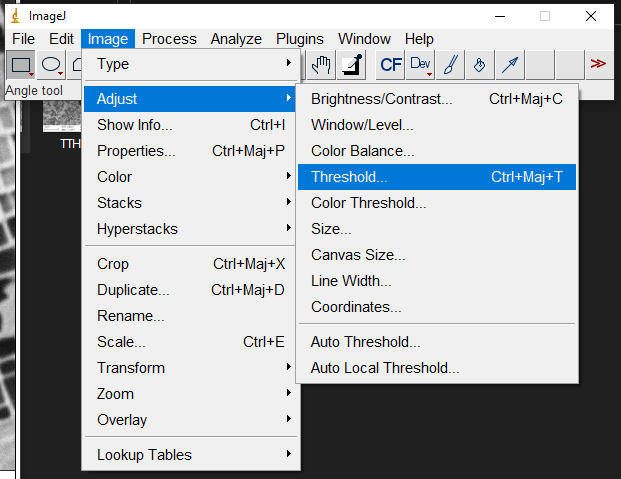 ImageJ
File Edit Image Process Analyze Plugins Window Help
CF Dev >>
Angle tool
Type
Adjust
Show Info... Ctrl+I
Properties... Ctrl+Maj+P
Color
Stacks
Hyperstacks
Crop Ctrl+Maj+X
Duplicate... Ctrl+Maj+D
Rename...
Scale... Ctrl+E
Transform
Zoom
Overlay
Lookup Tables
Brightness/Contrast... Ctrl+Maj+C
Window/Level...
Color Balance...
Threshold... Ctrl+Maj+T
Color Threshold...
Size...
Canvas Size...
Line Width...
Coordinates...
Auto Threshold...
Auto Local Threshold...
TTH